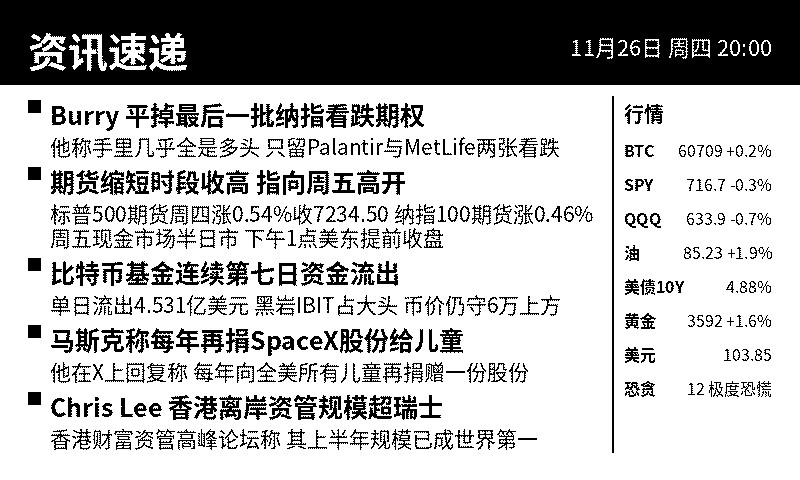 资讯速递
11月26日 周四 20:00
Burry 平掉最后一批纳指看跌期权
他称手里几乎全是多头 只留Palantir与MetLife两张看跌
期货缩短时段收高 指向周五高开
标普500期货周四涨0.54%收7234.50 纳指100期货涨0.46%
周五现金市场半日市 下午1点美东提前收盘
比特币基金连续第七日资金流出
单日流出4.531亿美元 黑岩IBIT占大头 币价仍守6万上方
马斯克称每年再捐SpaceX股份给儿童
他在X上回复称 每年向全美所有儿童再捐赠一份股份
Chris Lee 香港离岸资管规模超瑞士
香港财富资管高峰论坛称 其上半年规模已成世界第一
行情
BTC 60709 +0.2%
SPY 716.7 -0.3%
QQQ 633.9 -0.7%
油 85.23 +1.9%
美债10Y 4.88%
黄金 3592 +1.6%
美元 103.85
恐贪 12 极度恐慌